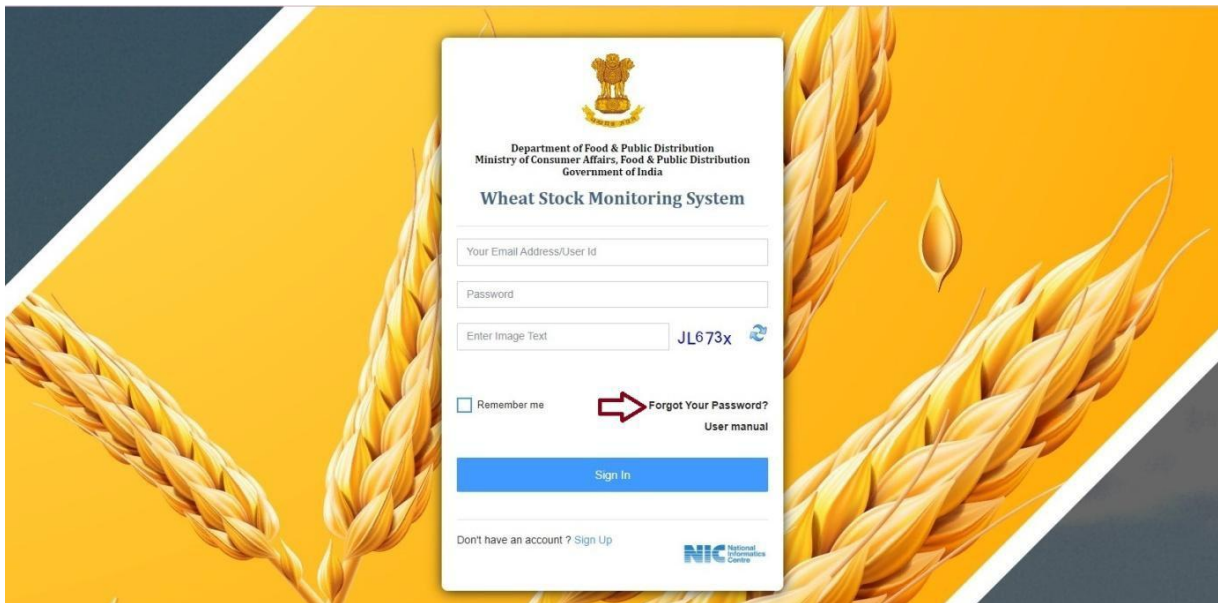 Department of Food & Public Distribution
Ministry of Consumer Affairs, Food & Public Distribution
Government of India
Wheat Stock Monitoring System
Your Email Address/User Id
Password
Enter Image Text
JL673x
Remember me
Forgot Your Password?
User manual
Sign In
Don't have an account ? Sign Up
NIC National
Informatics
Centre